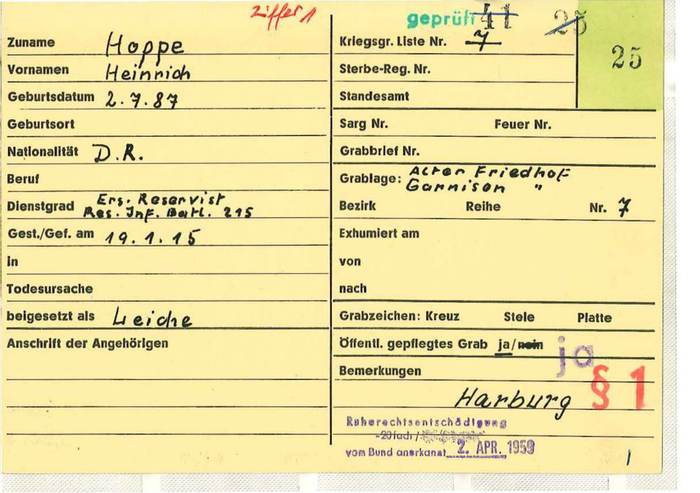 Ziffer 1
geprüft 41 25
25
Zuname Hoppe
Vornamen Heinrich
Geburtsdatum 2.7.87
Geburtsort
Nationalität D.R.
Beruf
Dienstgrad Ers. Reservist
Res. Inf. Batl. 215
Gest./Gef. am 19.1.15
in
Todesursache
beigesetzt als Leiche
Anschrift der Angehörigen
Kriegsgr. Liste Nr. 7
Sterbe-Reg. Nr.
Standesamt
Sarg Nr. Feuer Nr.
Grabbrief Nr.
Grablage: Alter Friedhof
Garnison "
Bezirk Reihe Nr. 7
Exhumiert am
von
nach
Grabzeichen: Kreuz Stele Platte
Öffentl. gepflegtes Grab ja/nein ja
Bemerkungen
§ 1
Harburg
Ruherechtsentschädigung
-20fach/
vom Bund anerkannt 2. APR. 1959
1